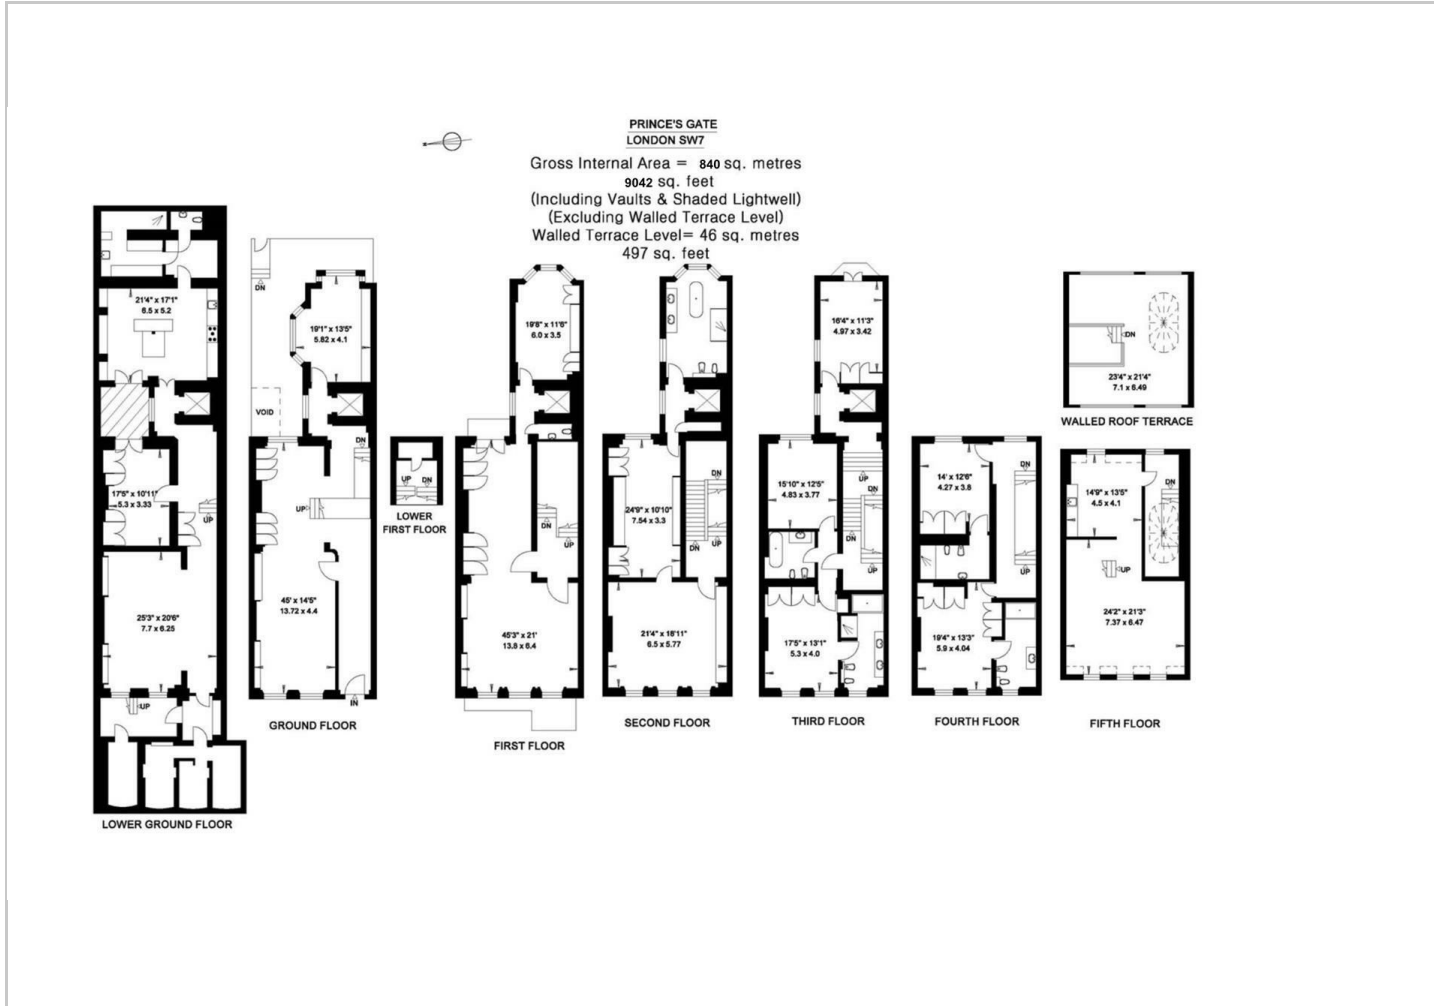 PRINCE'S GATE
LONDON SW7
Gross Internal Area = 840 sq. metres
9042 sq. feet
(Including Vaults & Shaded Lightwell)
(Excluding Walled Terrace Level)
Walled Terrace Level= 46 sq. metres
497 sq. feet
21'4" x 17'1"
6.5 x 5.2
17'5" x 10'11"
5.3 x 3.33
UP
25'3" x 20'6"
7.7 x 6.25
UP
LOWER GROUND FLOOR
DN
19'1" x 13'5"
5.82 x 4.1
VOID
DN
UP
45' x 14'5"
13.72 x 4.4
IN
GROUND FLOOR
UP
DN
LOWER
FIRST FLOOR
19'8" x 11'6"
6.0 x 3.5
DN
UP
45'3" x 21'
13.8 x 6.4
FIRST FLOOR
DN
24'9" x 10'10"
7.54 x 3.3
DN
UP
21'4" x 18'11"
6.5 x 5.77
SECOND FLOOR
16'4" x 11'3"
4.97 x 3.42
UP
15'10" x 12'5"
4.83 x 3.77
DN
DN
UP
17'5" x 13'1"
5.3 x 4.0
THIRD FLOOR
14' x 12'6"
4.27 x 3.8
DN
UP
19'4" x 13'3"
5.9 x 4.04
FOURTH FLOOR
DN
23'4" x 21'4"
7.1 x 6.49
WALLED ROOF TERRACE
14'9" x 13'5"
4.5 x 4.1
DN
UP
24'2" x 21'3"
7.37 x 6.47
FIFTH FLOOR